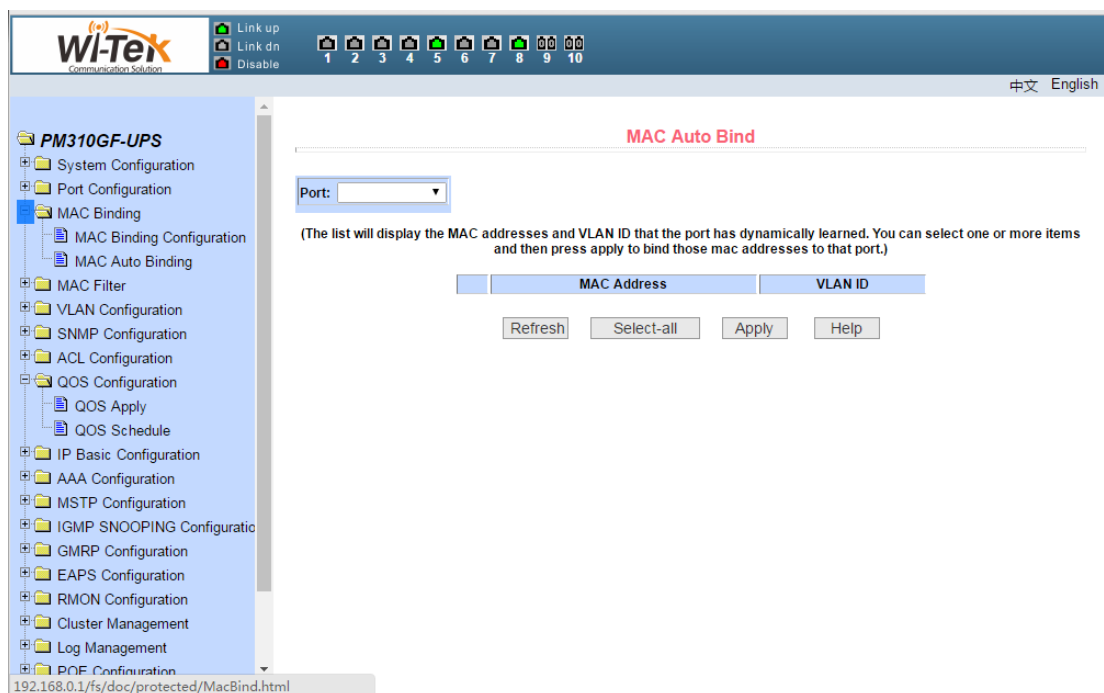 WI-Tek
Communication Solution
Link up
Link dn
Disable
1 2 3 4 5 6 7 8 9 10
中文 English
PM310GF-UPS
System Configuration
Port Configuration
MAC Binding
MAC Binding Configuration
MAC Auto Binding
MAC Filter
VLAN Configuration
SNMP Configuration
ACL Configuration
QOS Configuration
QOS Apply
QOS Schedule
IP Basic Configuration
AAA Configuration
MSTP Configuration
IGMP SNOOPING Configuratio
GMRP Configuration
EAPS Configuration
RMON Configuration
Cluster Management
Log Management
POE Configuration
192.168.0.1/fs/doc/protected/MacBind.html
MAC Auto Bind
Port:
(The list will display the MAC addresses and VLAN ID that the port has dynamically learned. You can select one or more items
and then press apply to bind those mac addresses to that port.)
MAC Address VLAN ID
Refresh Select-all Apply Help